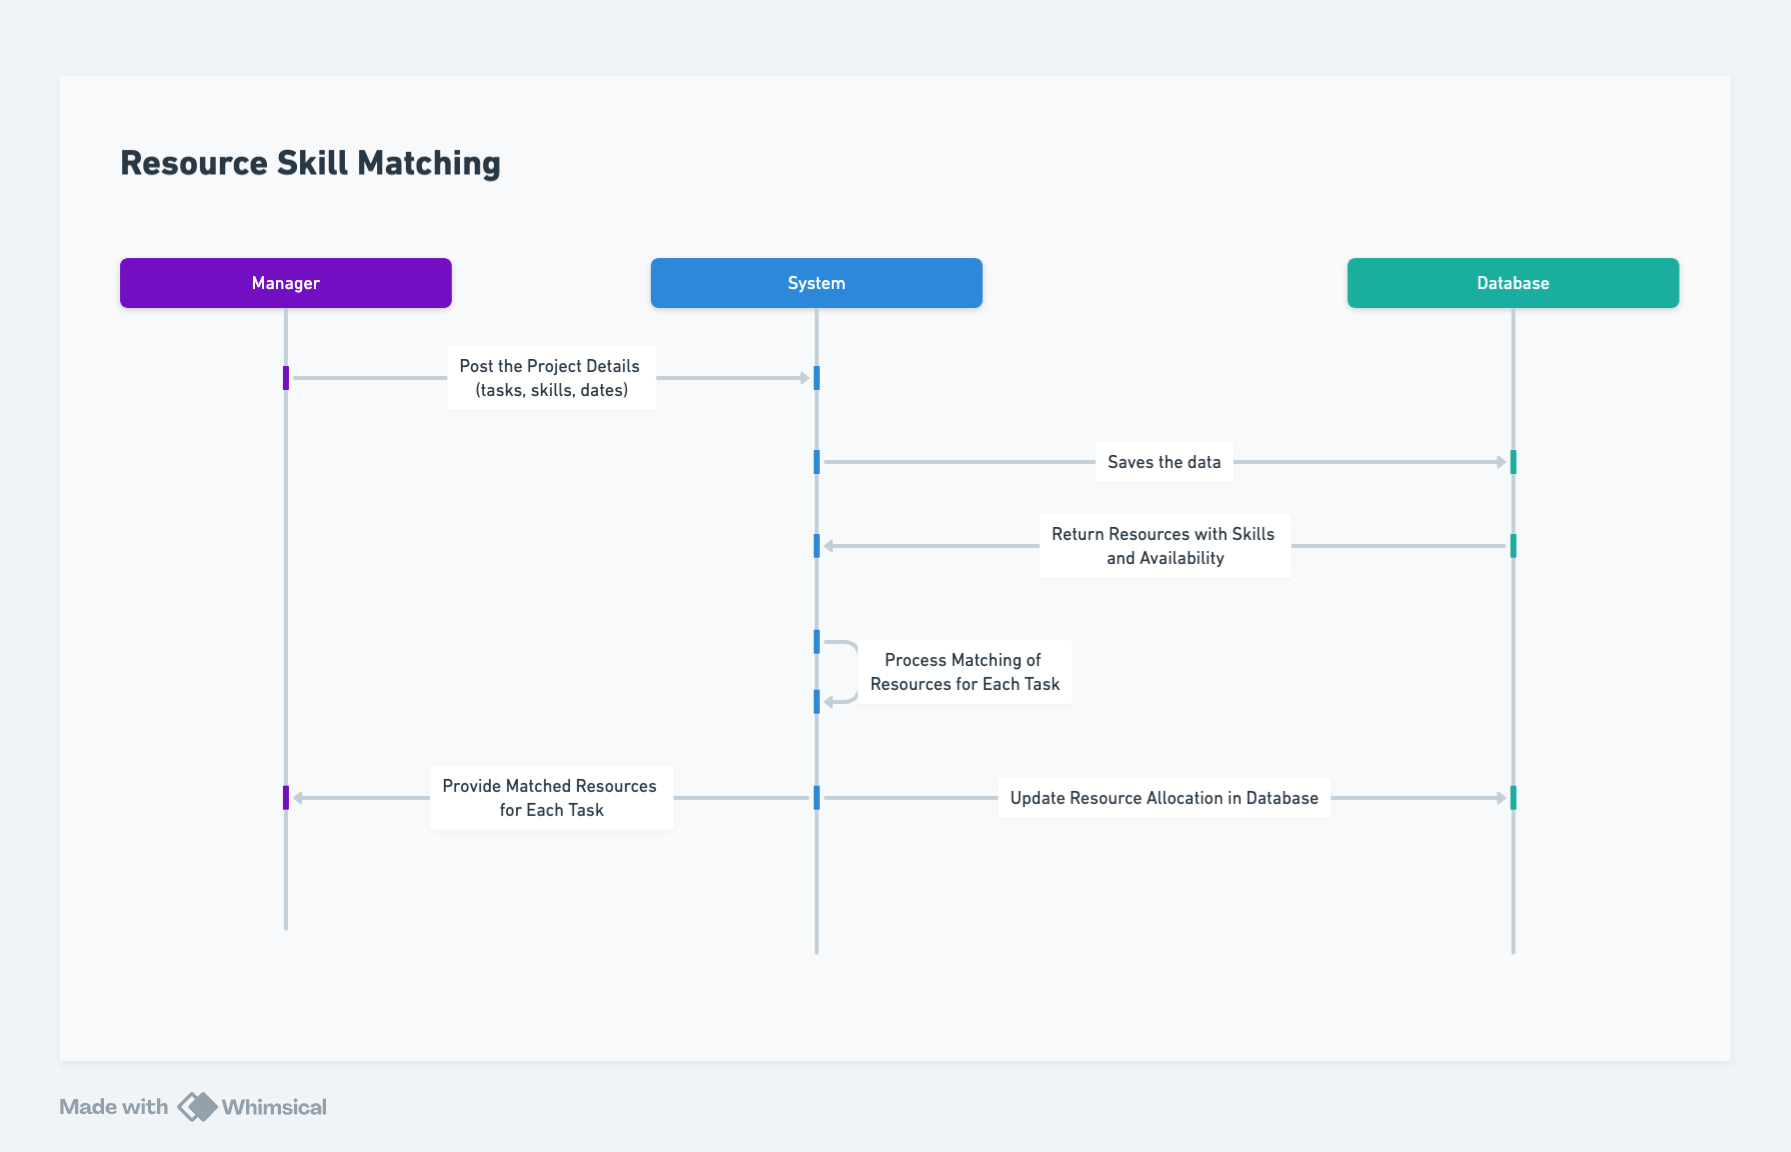 Resource Skill Matching
Manager
System
Database
Post the Project Details
(tasks, skills, dates)
Saves the data
Return Resources with Skills
and Availability
Process Matching of
Resources for Each Task
Provide Matched Resources
for Each Task
Update Resource Allocation in Database
Made with Whimsical